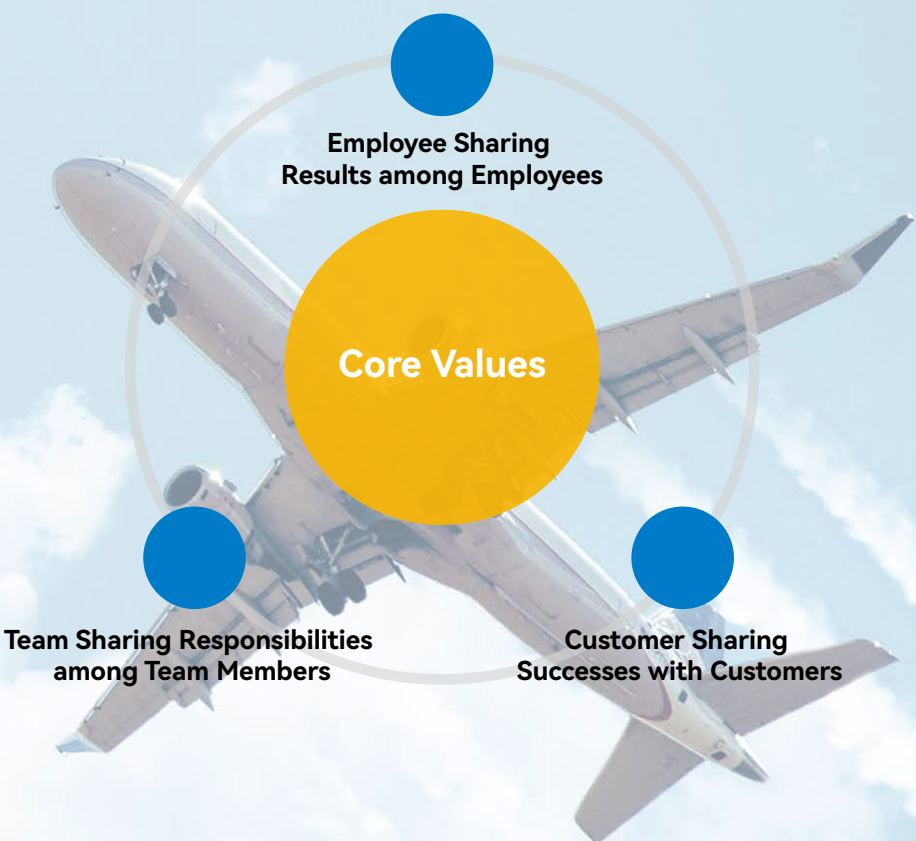 Employee Sharing
Results among Employees
Core Values
Team Sharing Responsibilities
among Team Members
Customer Sharing
Successes with Customers